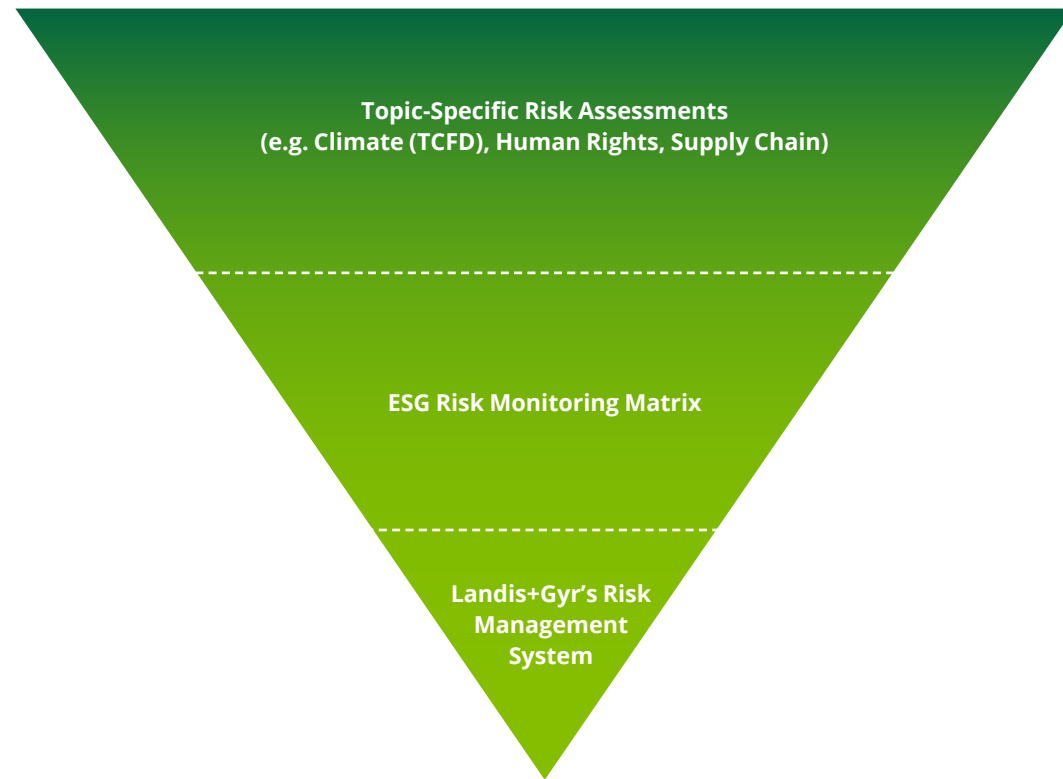 Topic-Specific Risk Assessments
(e.g. Climate (TCFD), Human Rights, Supply Chain)
ESG Risk Monitoring Matrix
Landis+Gyr’s Risk
Management
System